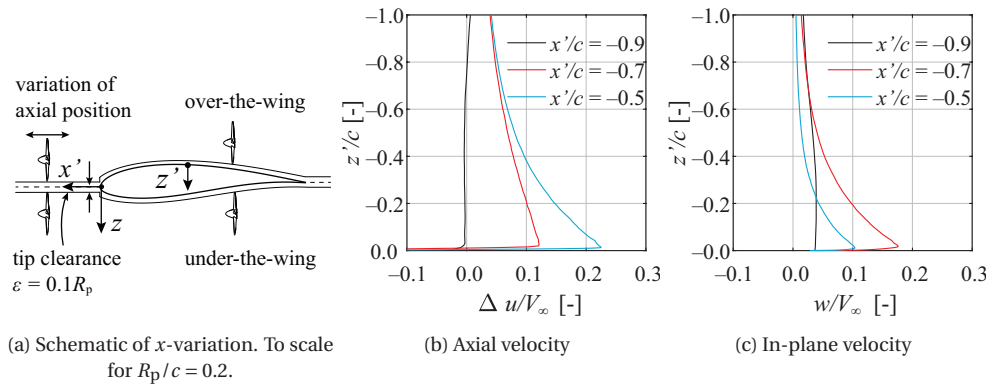 variation of
axial position
over-the-wing
x’
z’
z
tip clearance
ε = 0.1Rp
under-the-wing
(a) Schematic of x-variation. To scale
for Rp/c = 0.2.
−1.0
−0.8
−0.6
−0.4
−0.2
0.0
z’/c [-]
x’/c = −0.9
x’/c = −0.7
x’/c = −0.5
−0.1
0.0
0.1
0.2
0.3
Δ u/V∞ [-]
(b) Axial velocity
−1.0
−0.8
−0.6
−0.4
−0.2
−0.0
z’/c [-]
x’/c = −0.9
x’/c = −0.7
x’/c = −0.5
−0.1
0.0
0.1
0.2
0.3
w/V∞ [-]
(c) In-plane velocity